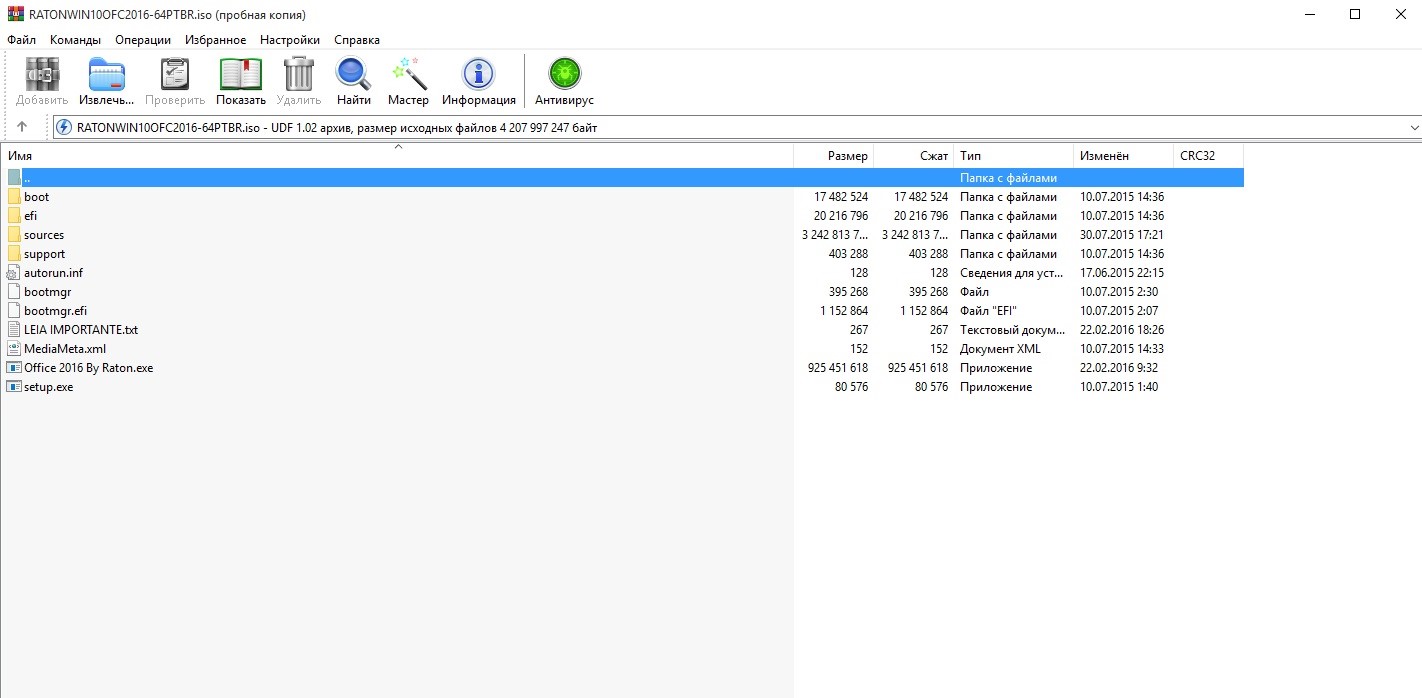 RATONWIN10OFC2016-64PTBR.iso (пробная копия)
Файл Команды Операции Избранное Настройки Справка
Добавить Извлечь... Проверить Показать Удалить Найти Мастер Информация Антивирус
RATONWIN10OFC2016-64PTBR.iso - UDF 1.02 архив, размер исходных файлов 4 207 997 247 байт
Имя Размер Сжат Тип Изменён CRC32
.. Папка с файлами
boot 17 482 524 17 482 524 Папка с файлами 10.07.2015 14:36
efi 20 216 796 20 216 796 Папка с файлами 10.07.2015 14:36
sources 3 242 813 7... 3 242 813 7... Папка с файлами 30.07.2015 17:21
support 403 288 403 288 Папка с файлами 10.07.2015 14:36
autorun.inf 128 128 Сведения для уст... 17.06.2015 22:15
bootmgr 395 268 395 268 Файл 10.07.2015 2:30
bootmgr.efi 1 152 864 1 152 864 Файл "EFI" 10.07.2015 2:07
LEIA IMPORTANTE.txt 267 267 Текстовый докум... 22.02.2016 18:26
MediaMeta.xml 152 152 Документ XML 10.07.2015 14:33
Office 2016 By Raton.exe 925 451 618 925 451 618 Приложение 22.02.2016 9:32
setup.exe 80 576 80 576 Приложение 10.07.2015 1:40